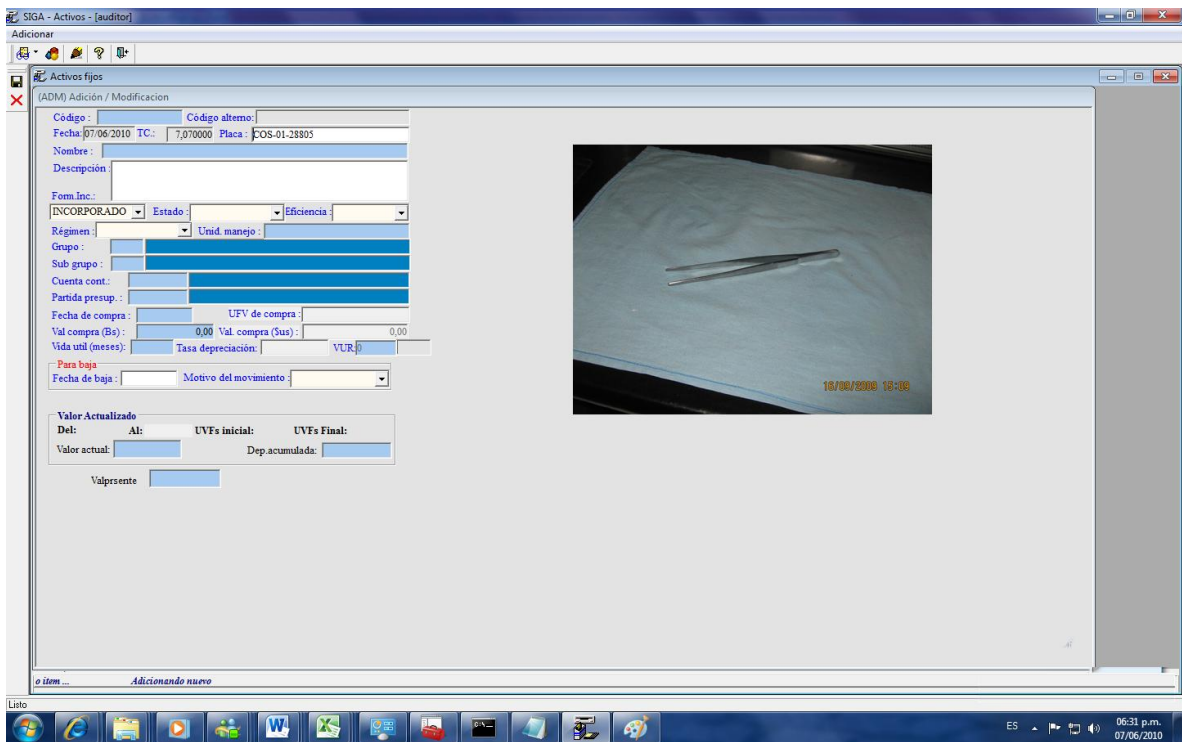 SIGA - Activos - [auditor]
Adicionar
Activos fijos
(ADM) Adición / Modificacion
Código : Código alterno:
Fecha: 07/06/2010 TC.: 7,070000 Placa : COS-01-28805
Nombre :
Descripción :
Form.Inc.:
INCORPORADO Estado : Eficiencia :
Régimen : Unid. manejo :
Grupo :
Sub grupo :
Cuenta cont.:
Partida presup. :
Fecha de compra : UFV de compra :
Val compra (Bs) : 0,00 Val. compra ($us) : 0,00
Vida util (meses): Tasa depreciación: VUR: 0
Para baja
Fecha de baja : Motivo del movimiento :
Valor Actualizado
Del: Al: UVFs inicial: UVFs Final:
Valor actual: Dep.acumulada:
Valprsente
16/09/2009 15:09
o item ... Adicionando nuevo
Listo
ES 06:31 p.m.
07/06/2010